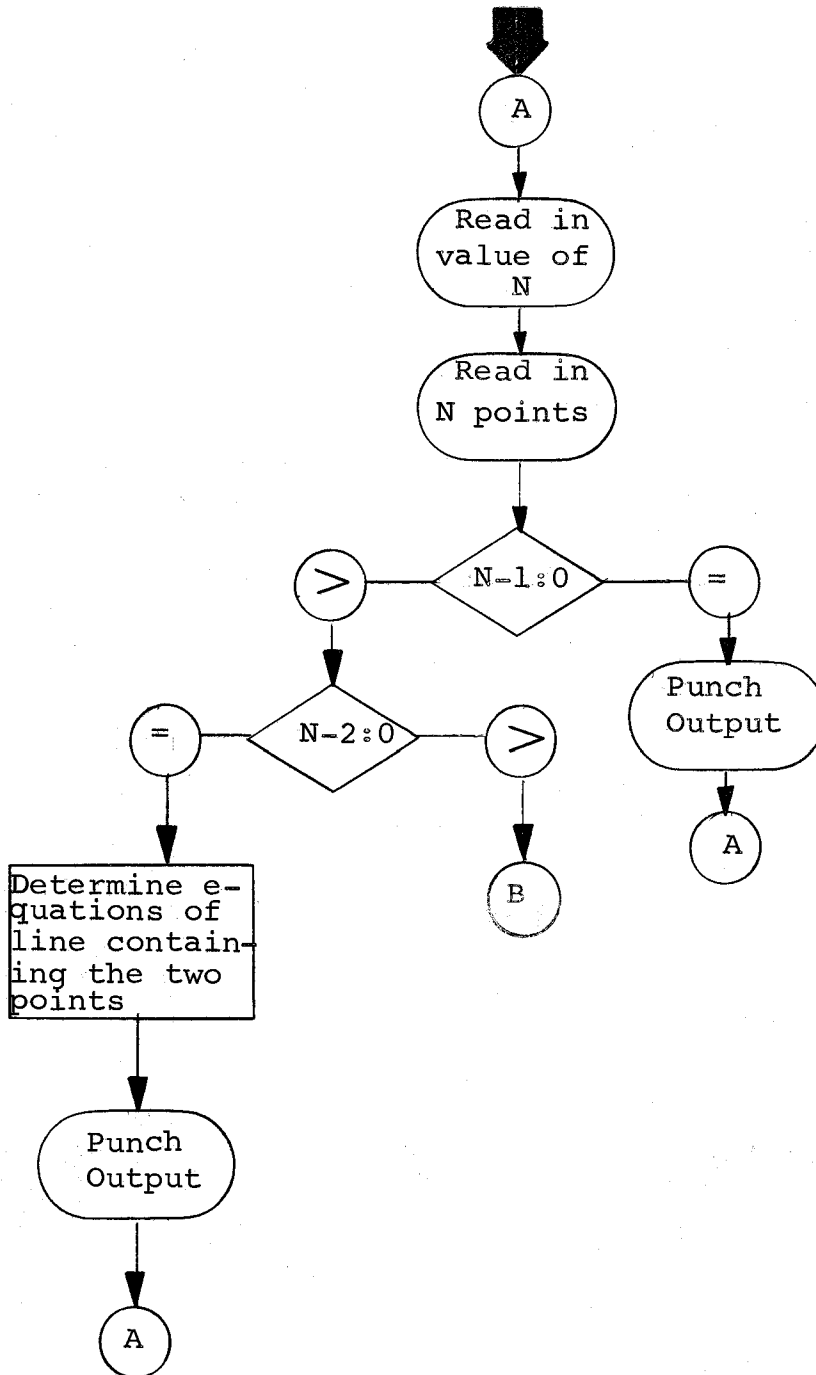 A
Read in
value of
N
Read in
N points
>
N-1:0
=
Punch
Output
=
N-2:0
>
A
B
Determine e-
quations of
line contain-
ing the two
points
Punch
Output
A